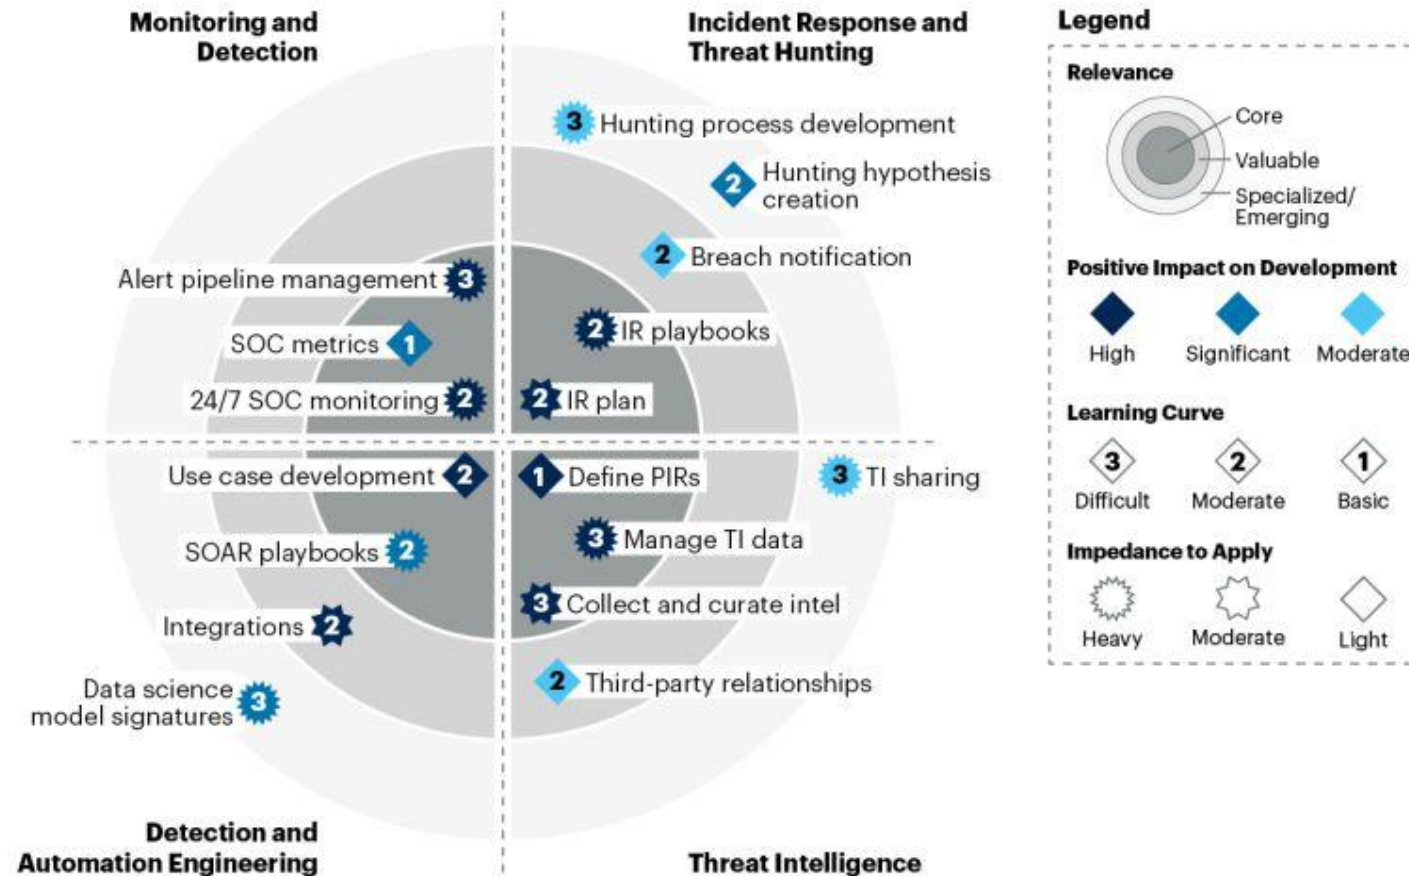 Monitoring and
Detection
Incident Response and
Threat Hunting
3 Hunting process development
2 Hunting hypothesis
creation
2 Breach notification
Alert pipeline management 3
SOC metrics 1
24/7 SOC monitoring 2
2 IR playbooks
2 IR plan
Use case development 2
SOAR playbooks 2
Integrations 2
Data science
model signatures 3
1 Define PIRs
3 TI sharing
3 Manage TI data
3 Collect and curate intel
2 Third-party relationships
Detection and
Automation Engineering
Threat Intelligence
Legend
Relevance
Core
Valuable
Specialized/
Emerging
Positive Impact on Development
High Significant Moderate
Learning Curve
3 2 1
Difficult Moderate Basic
Impedance to Apply
Heavy Moderate Light